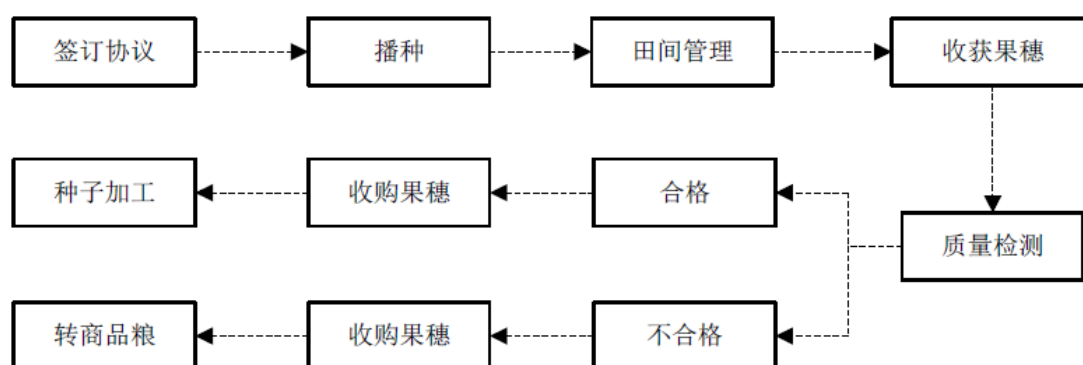 签订协议
播种
田间管理
收获果穗
种子加工
收购果穗
合格
质量检测
转商品粮
收购果穗
不合格